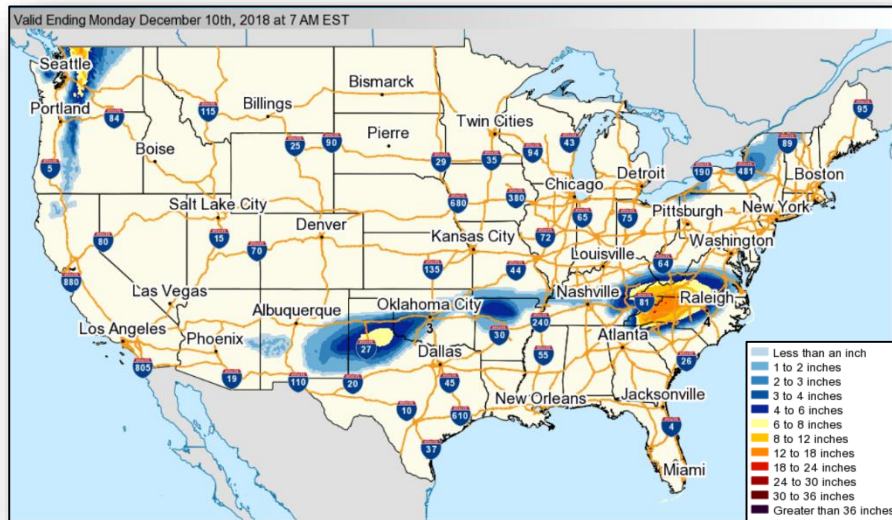 Valid Ending Monday December 10th, 2018 at 7 AM EST
Seattle
Portland
84
5
115
Billings
Bismarck
Pierre
25
90
Boise
Twin Cities
29
35
94
43
Chicago
Detroit
190
481
89
95
Boston
New York
Pittsburgh
Washington
Salt Lake City
80
15
70
Denver
680
380
65
75
72
Kansas City
135
44
Louisville
64
880
Las Vegas
Los Angeles
805
Phoenix
19
Albuquerque
110
Oklahoma City
3
27
20
Dallas
45
30
240
Nashville
81
Raleigh
4
55
Atlanta
26
10
610
37
New Orleans
Jacksonville
4
Miami
Less than an inch
1 to 2 inches
2 to 3 inches
3 to 4 inches
4 to 6 inches
6 to 8 inches
8 to 12 inches
12 to 18 inches
18 to 24 inches
24 to 30 inches
30 to 36 inches
Greater than 36 inches